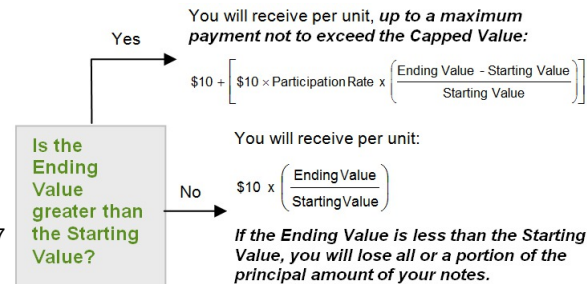 You will receive per unit, up to a maximum
payment not to exceed the Capped Value:
Yes
$10 + [ $10 × Participation Rate x ( Ending Value - Starting Value / Starting Value ) ]
Is the
Ending
Value
greater than
the Starting
Value?
You will receive per unit:
No
$10 x ( Ending Value / Starting Value )
If the Ending Value is less than the Starting
Value, you will lose all or a portion of the
principal amount of your notes.